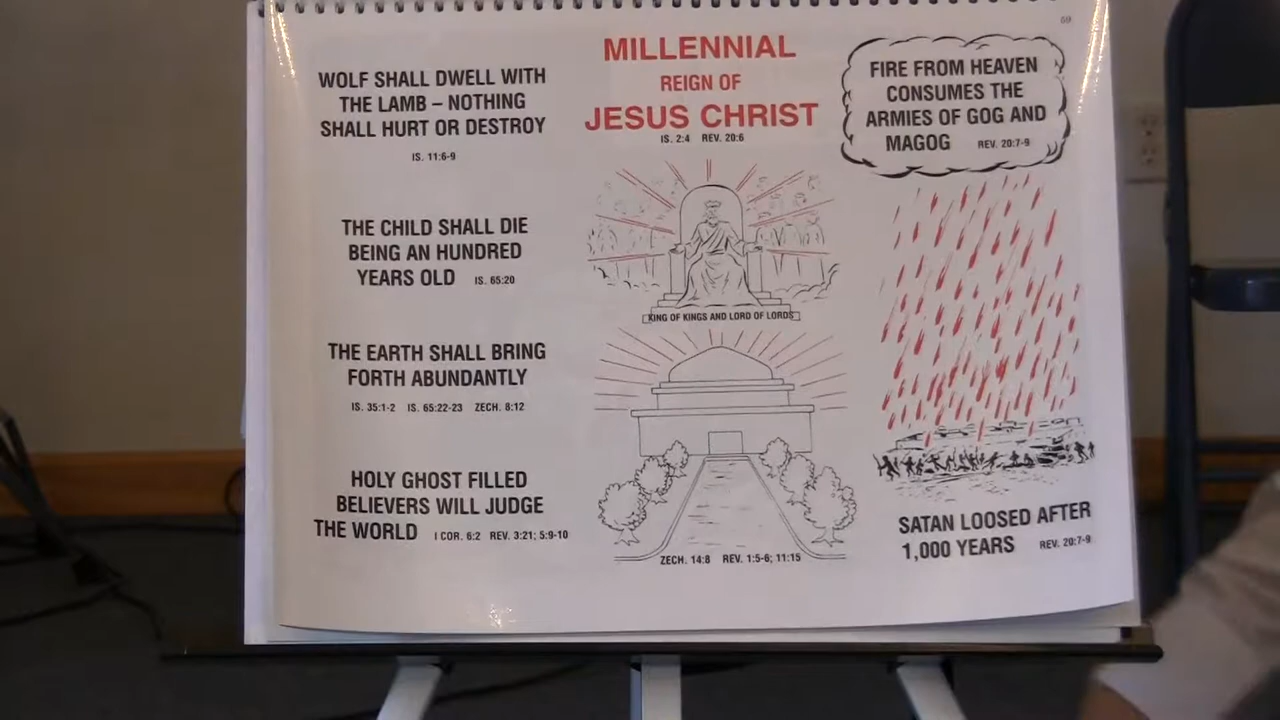 59
WOLF SHALL DWELL WITH
THE LAMB – NOTHING
SHALL HURT OR DESTROY
IS. 11:6-9
THE CHILD SHALL DIE
BEING AN HUNDRED
YEARS OLD IS. 65:20
THE EARTH SHALL BRING
FORTH ABUNDANTLY
IS. 35:1-2 IS. 65:22-23 ZECH. 8:12
HOLY GHOST FILLED
BELIEVERS WILL JUDGE
THE WORLD I COR. 6:2 REV. 3:21; 5:9-10
MILLENNIAL
REIGN OF
JESUS CHRIST
IS. 2:4 REV. 20:6
KING OF KINGS AND LORD OF LORDS
ZECH. 14:8 REV. 1:5-6; 11:15
FIRE FROM HEAVEN
CONSUMES THE
ARMIES OF GOG AND
MAGOG REV. 20:7-9
SATAN LOOSED AFTER
1,000 YEARS REV. 20:7-9